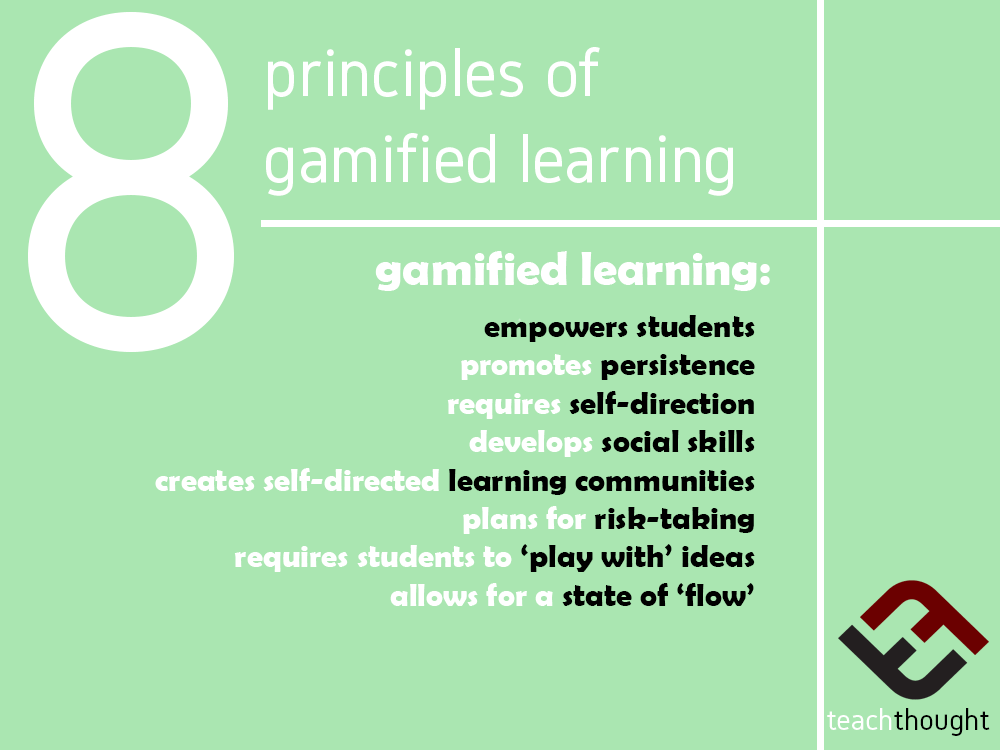 8
principles of
gamified learning
gamified learning:
empowers students
promotes persistence
requires self-direction
develops social skills
creates self-directed learning communities
plans for risk-taking
requires students to ‘play with’ ideas
allows for a state of ‘flow’
teachthought